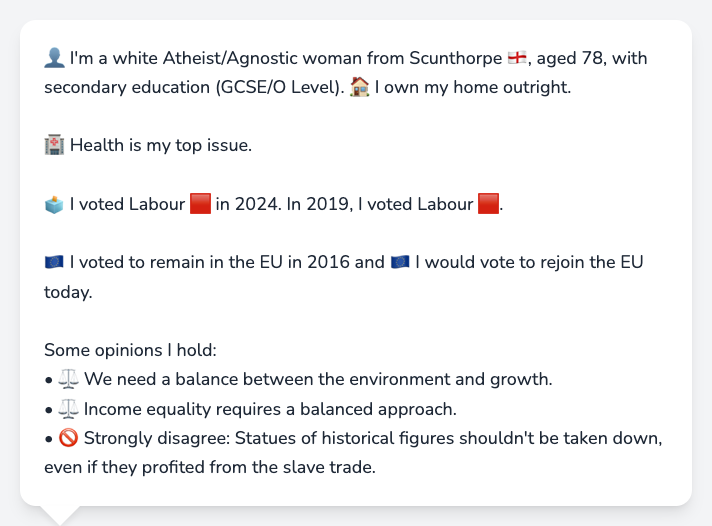 👤 I'm a white Atheist/Agnostic woman from Scunthorpe 🏴󠁧󠁢󠁥󠁮󠁧󠁿, aged 78, with
secondary education (GCSE/O Level). 🏠 I own my home outright.
🏥 Health is my top issue.
🗳️ I voted Labour 🟥 in 2024. In 2019, I voted Labour 🟥.
🇪🇺 I voted to remain in the EU in 2016 and 🇪🇺 I would vote to rejoin the EU
today.
Some opinions I hold:
• ⚖️ We need a balance between the environment and growth.
• ⚖️ Income equality requires a balanced approach.
• 🚫 Strongly disagree: Statues of historical figures shouldn't be taken down,
even if they profited from the slave trade.